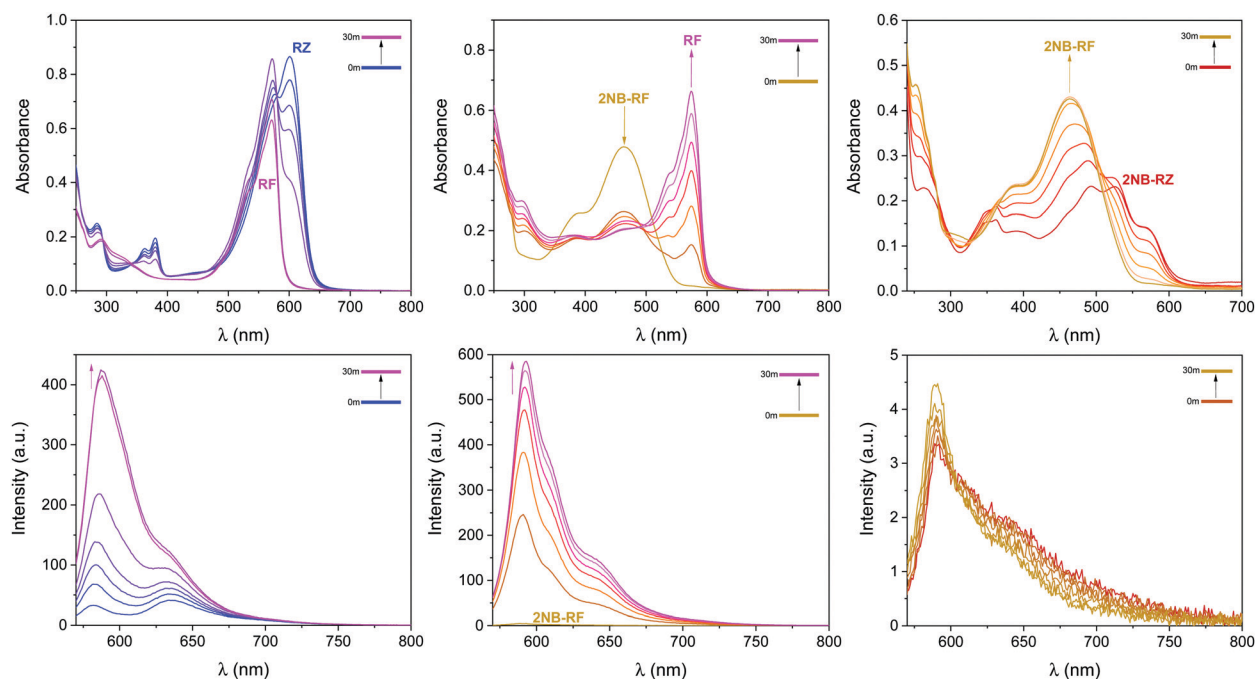 1.0
0.8
0.6
0.4
0.2
0.0
Absorbance
300 400 500 600 700 800
λ (nm)
30m
0m
RZ
RF
0.8
0.6
0.4
0.2
0.0
Absorbance
300 400 500 600 700 800
λ (nm)
RF
30m
0m
2NB-RF
0.6
0.5
0.4
0.3
0.2
0.1
0.0
Absorbance
300 400 500 600 700
λ (nm)
2NB-RF
30m
0m
2NB-RZ
400
300
200
100
0
Intensity (a.u.)
600 650 700 750 800
λ (nm)
30m
0m
600
500
400
300
200
100
0
Intensity (a.u.)
600 650 700 750 800
λ (nm)
30m
0m
2NB-RF
5
4
3
2
1
0
Intensity (a.u.)
600 650 700 750 800
λ (nm)
30m
0m